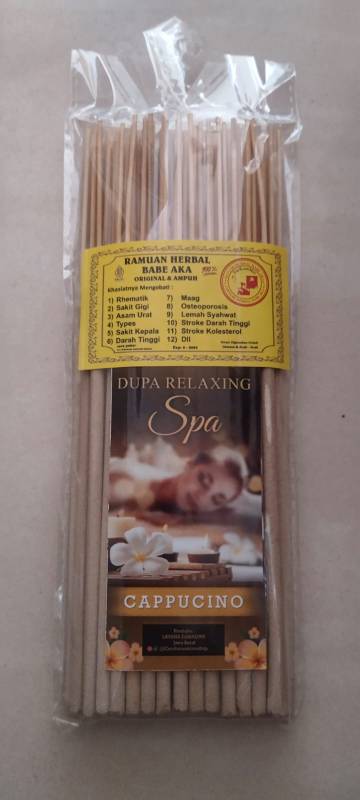 RAMUAN HERBAL
BABE AKA
ORIGINAL & AMPUH
100%
Khasiatnya Mengobati :
1) Rhematik
2) Sakit Gigi
3) Asam Urat
4) Types
5) Sakit Kepala
6) Darah Tinggi
7) Maag
8) Osteoporosis
9) Lemah Syahwat
10) Stroke Darah Tinggi
11) Stroke Kolesterol
12) Dll
DUPA RELAXING
Spa
CAPPUCINO